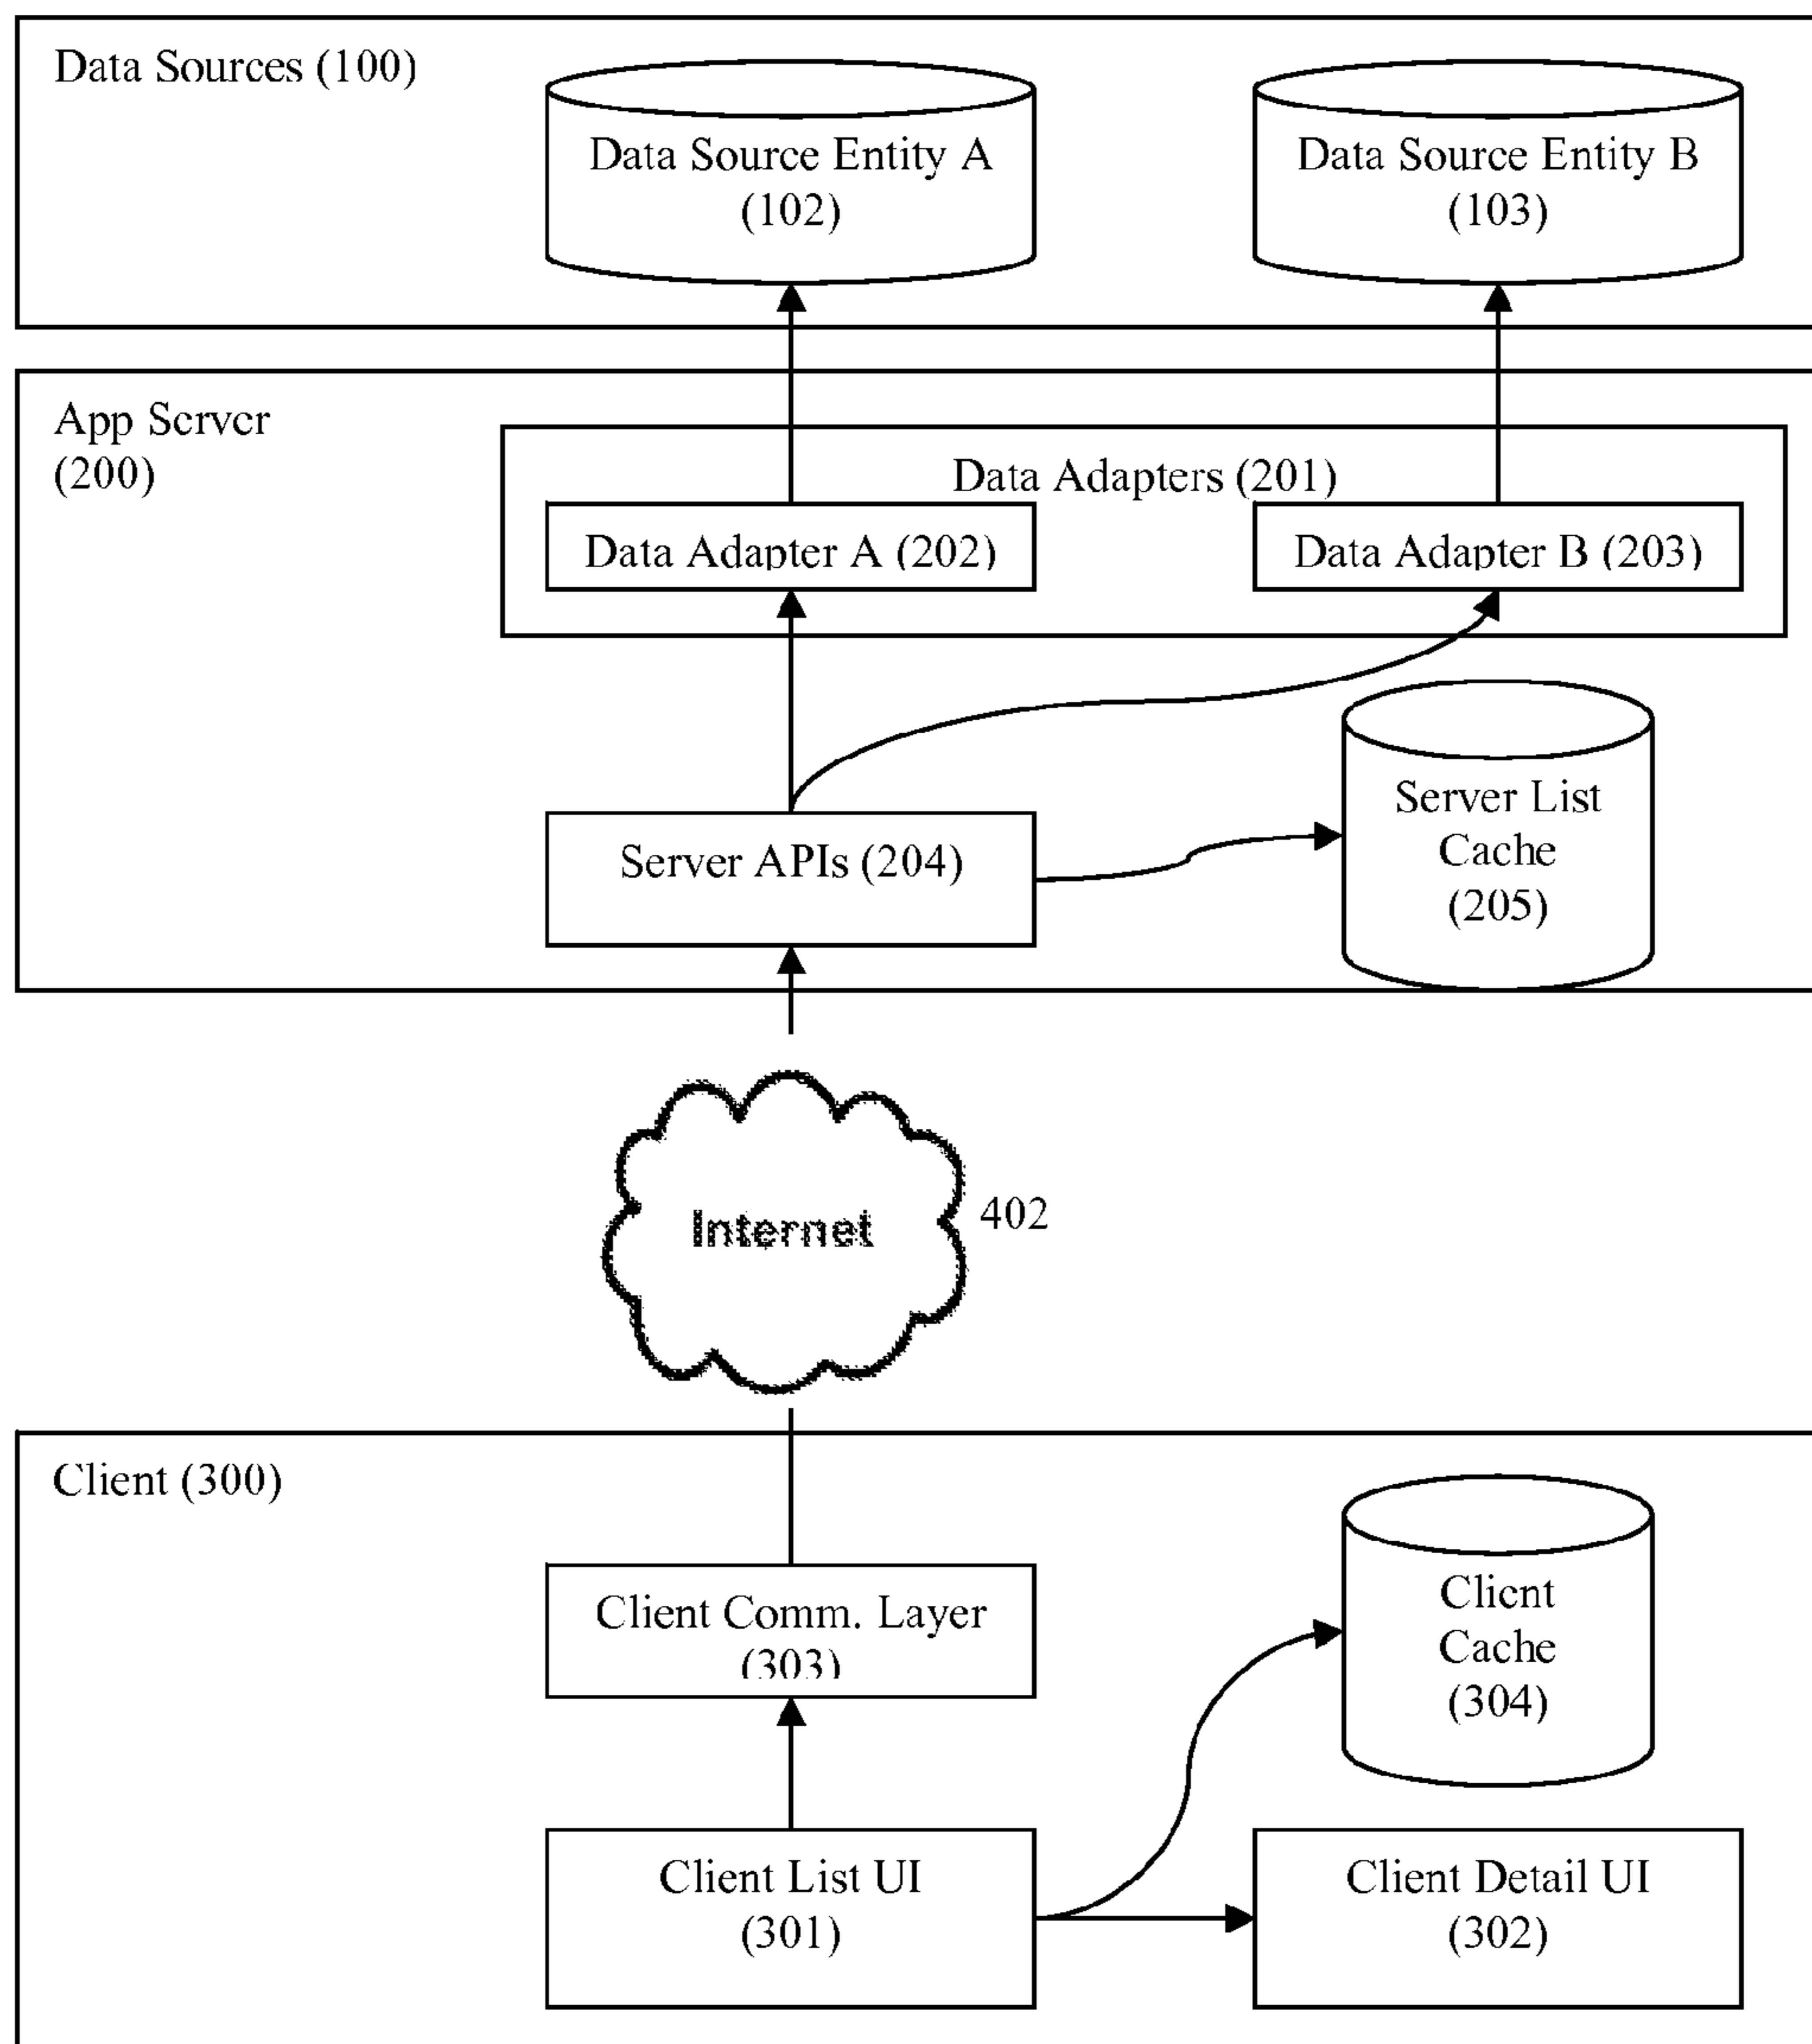 Data Sources (100)
Data Source Entity A
(102)
Data Source Entity B
(103)
App Server
(200)
Data Adapters (201)
Data Adapter A (202)
Data Adapter B (203)
Server APIs (204)
Server List
Cache
(205)
Internet
402
Client (300)
Client Comm. Layer
(303)
Client
Cache
(304)
Client List UI
(301)
Client Detail UI
(302)